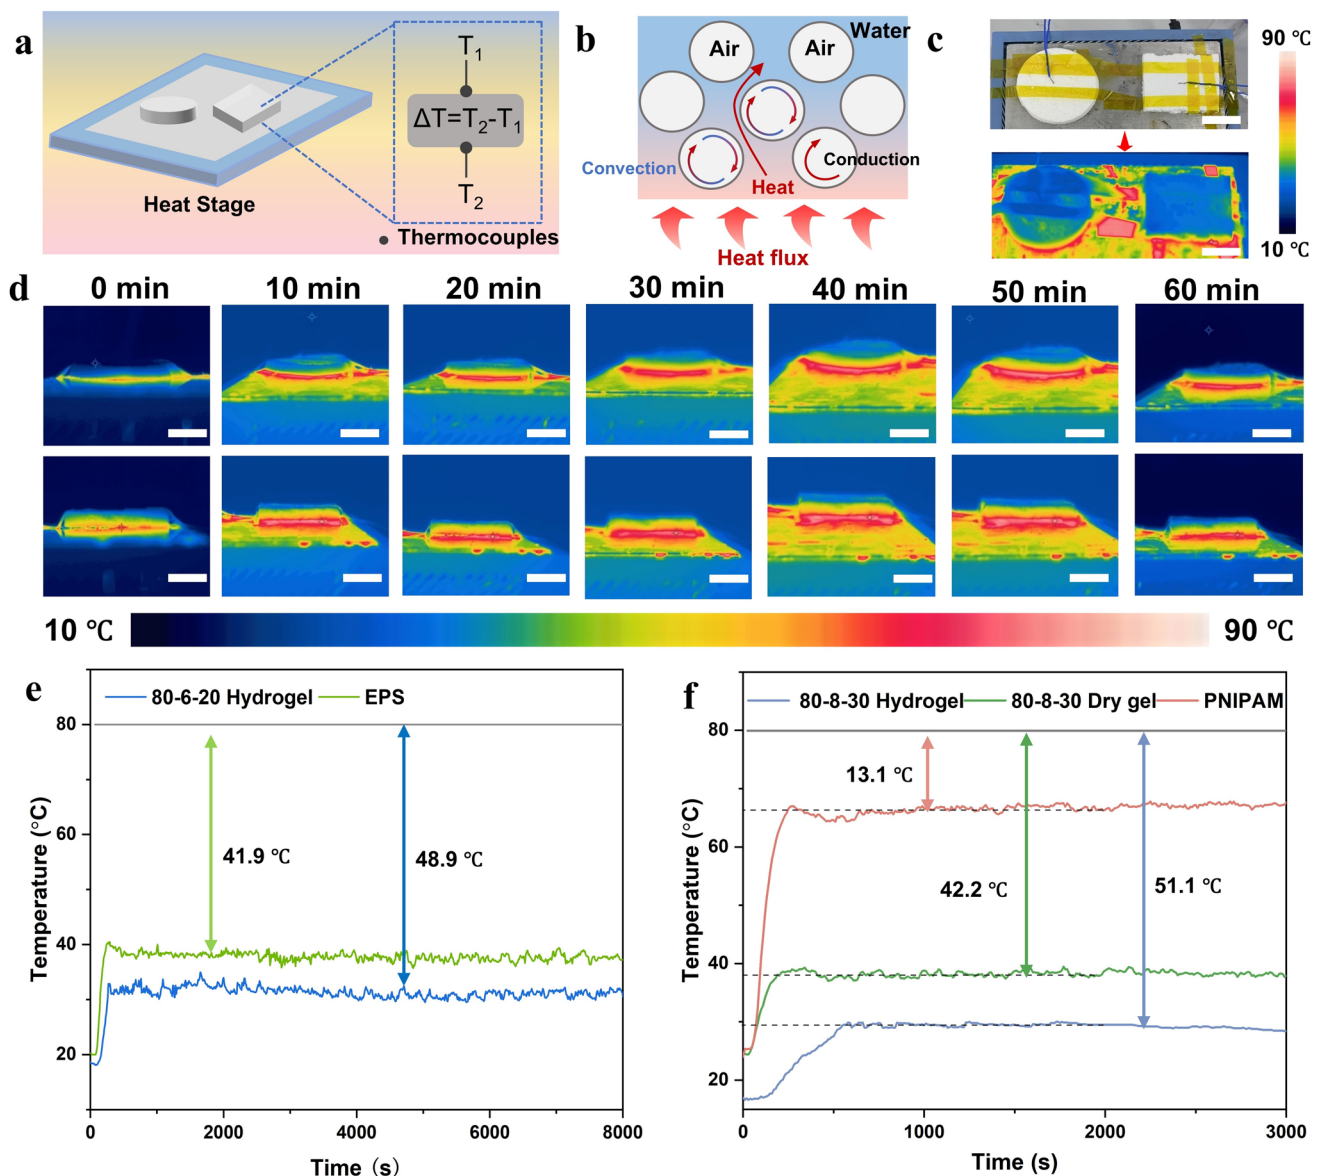 a
T1
ΔT=T2-T1
T2
Heat Stage
Thermocouples
b
Air
Air
Water
Convection
Conduction
Heat
Heat flux
c
90 ℃
10 ℃
d
0 min
10 min
20 min
30 min
40 min
50 min
60 min
10 ℃
90 ℃
e
80-6-20 Hydrogel
EPS
80
60
40
20
41.9 ℃
48.9 ℃
Temperature (°C)
0
2000
4000
6000
8000
Time (s)
f
80-8-30 Hydrogel
80-8-30 Dry gel
PNIPAM
80
60
40
20
13.1 ℃
42.2 ℃
51.1 ℃
Temperature (°C)
0
1000
2000
3000
Time (s)